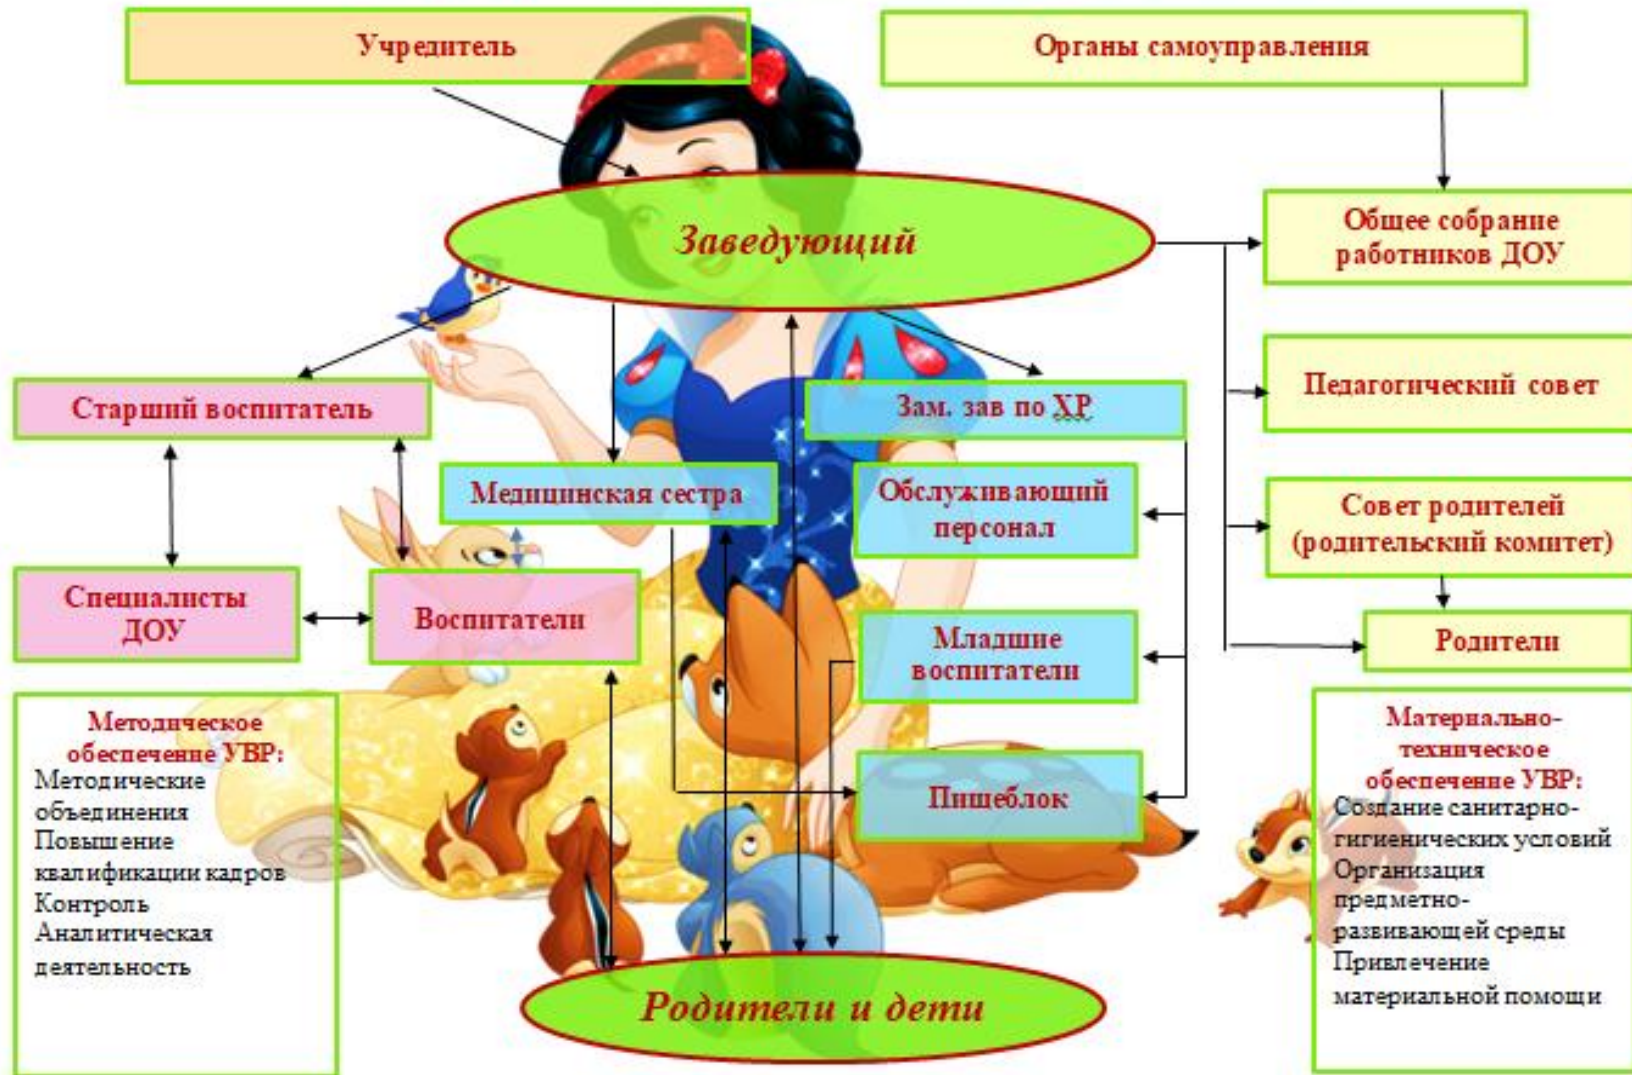 Учредитель
Органы самоуправления
Заведующий
Общее собрание
работников ДОУ
Старший воспитатель
Зам. зав по ХР
Педагогический совет
Медицинская сестра
Обслуживающий
персонал
Совет родителей
(родительский комитет)
Специалисты
ДОУ
Воспитатели
Младшие
воспитатели
Родители
Пищеблок
Методическое
обеспечение УВР:
Методические
объединения
Повышение
квалификации кадров
Контроль
Аналитическая
деятельность
Материально-
техническое
обеспечение УВР:
Создание санитарно-
гигиенических условий
Организация
предметно-
развивающей среды
Привлечение
материальной помощи
Родители и дети